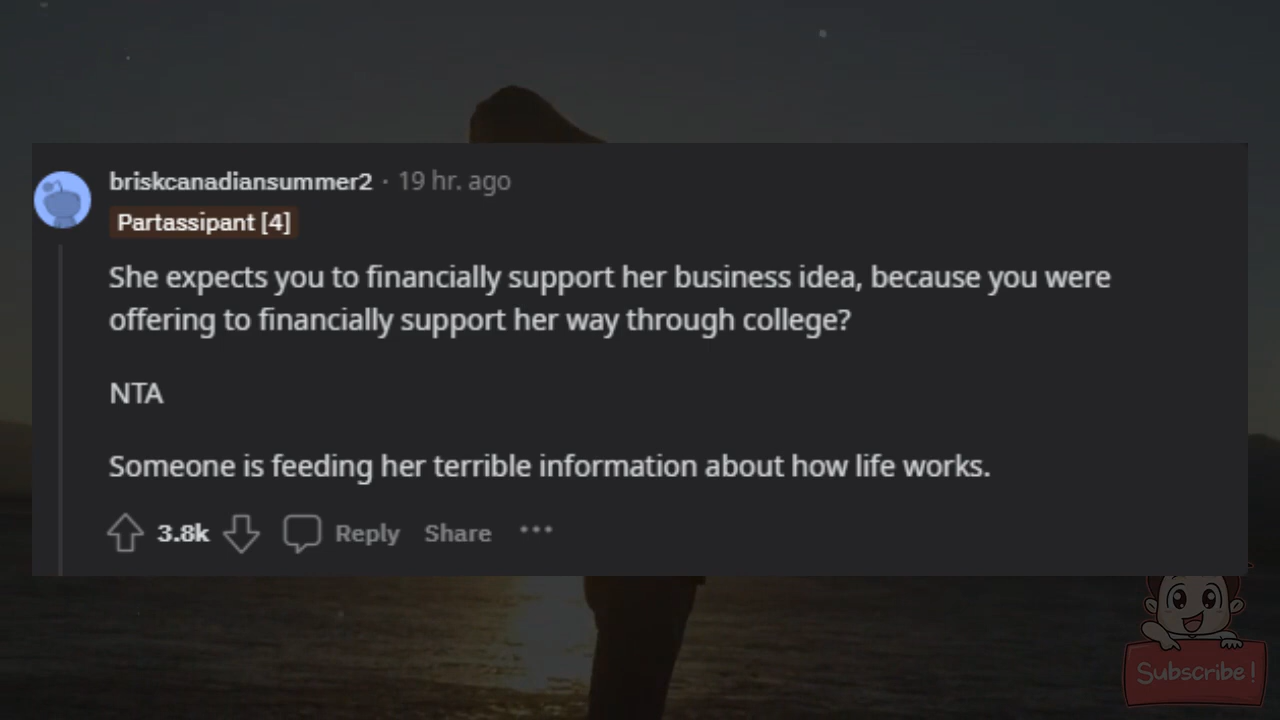 briskcanadiansummer2 · 19 hr. ago
Partassipant [4]
She expects you to financially support her business idea, because you were
offering to financially support her way through college?
NTA
Someone is feeding her terrible information about how life works.
3.8k Reply Share ···
Subscribe!